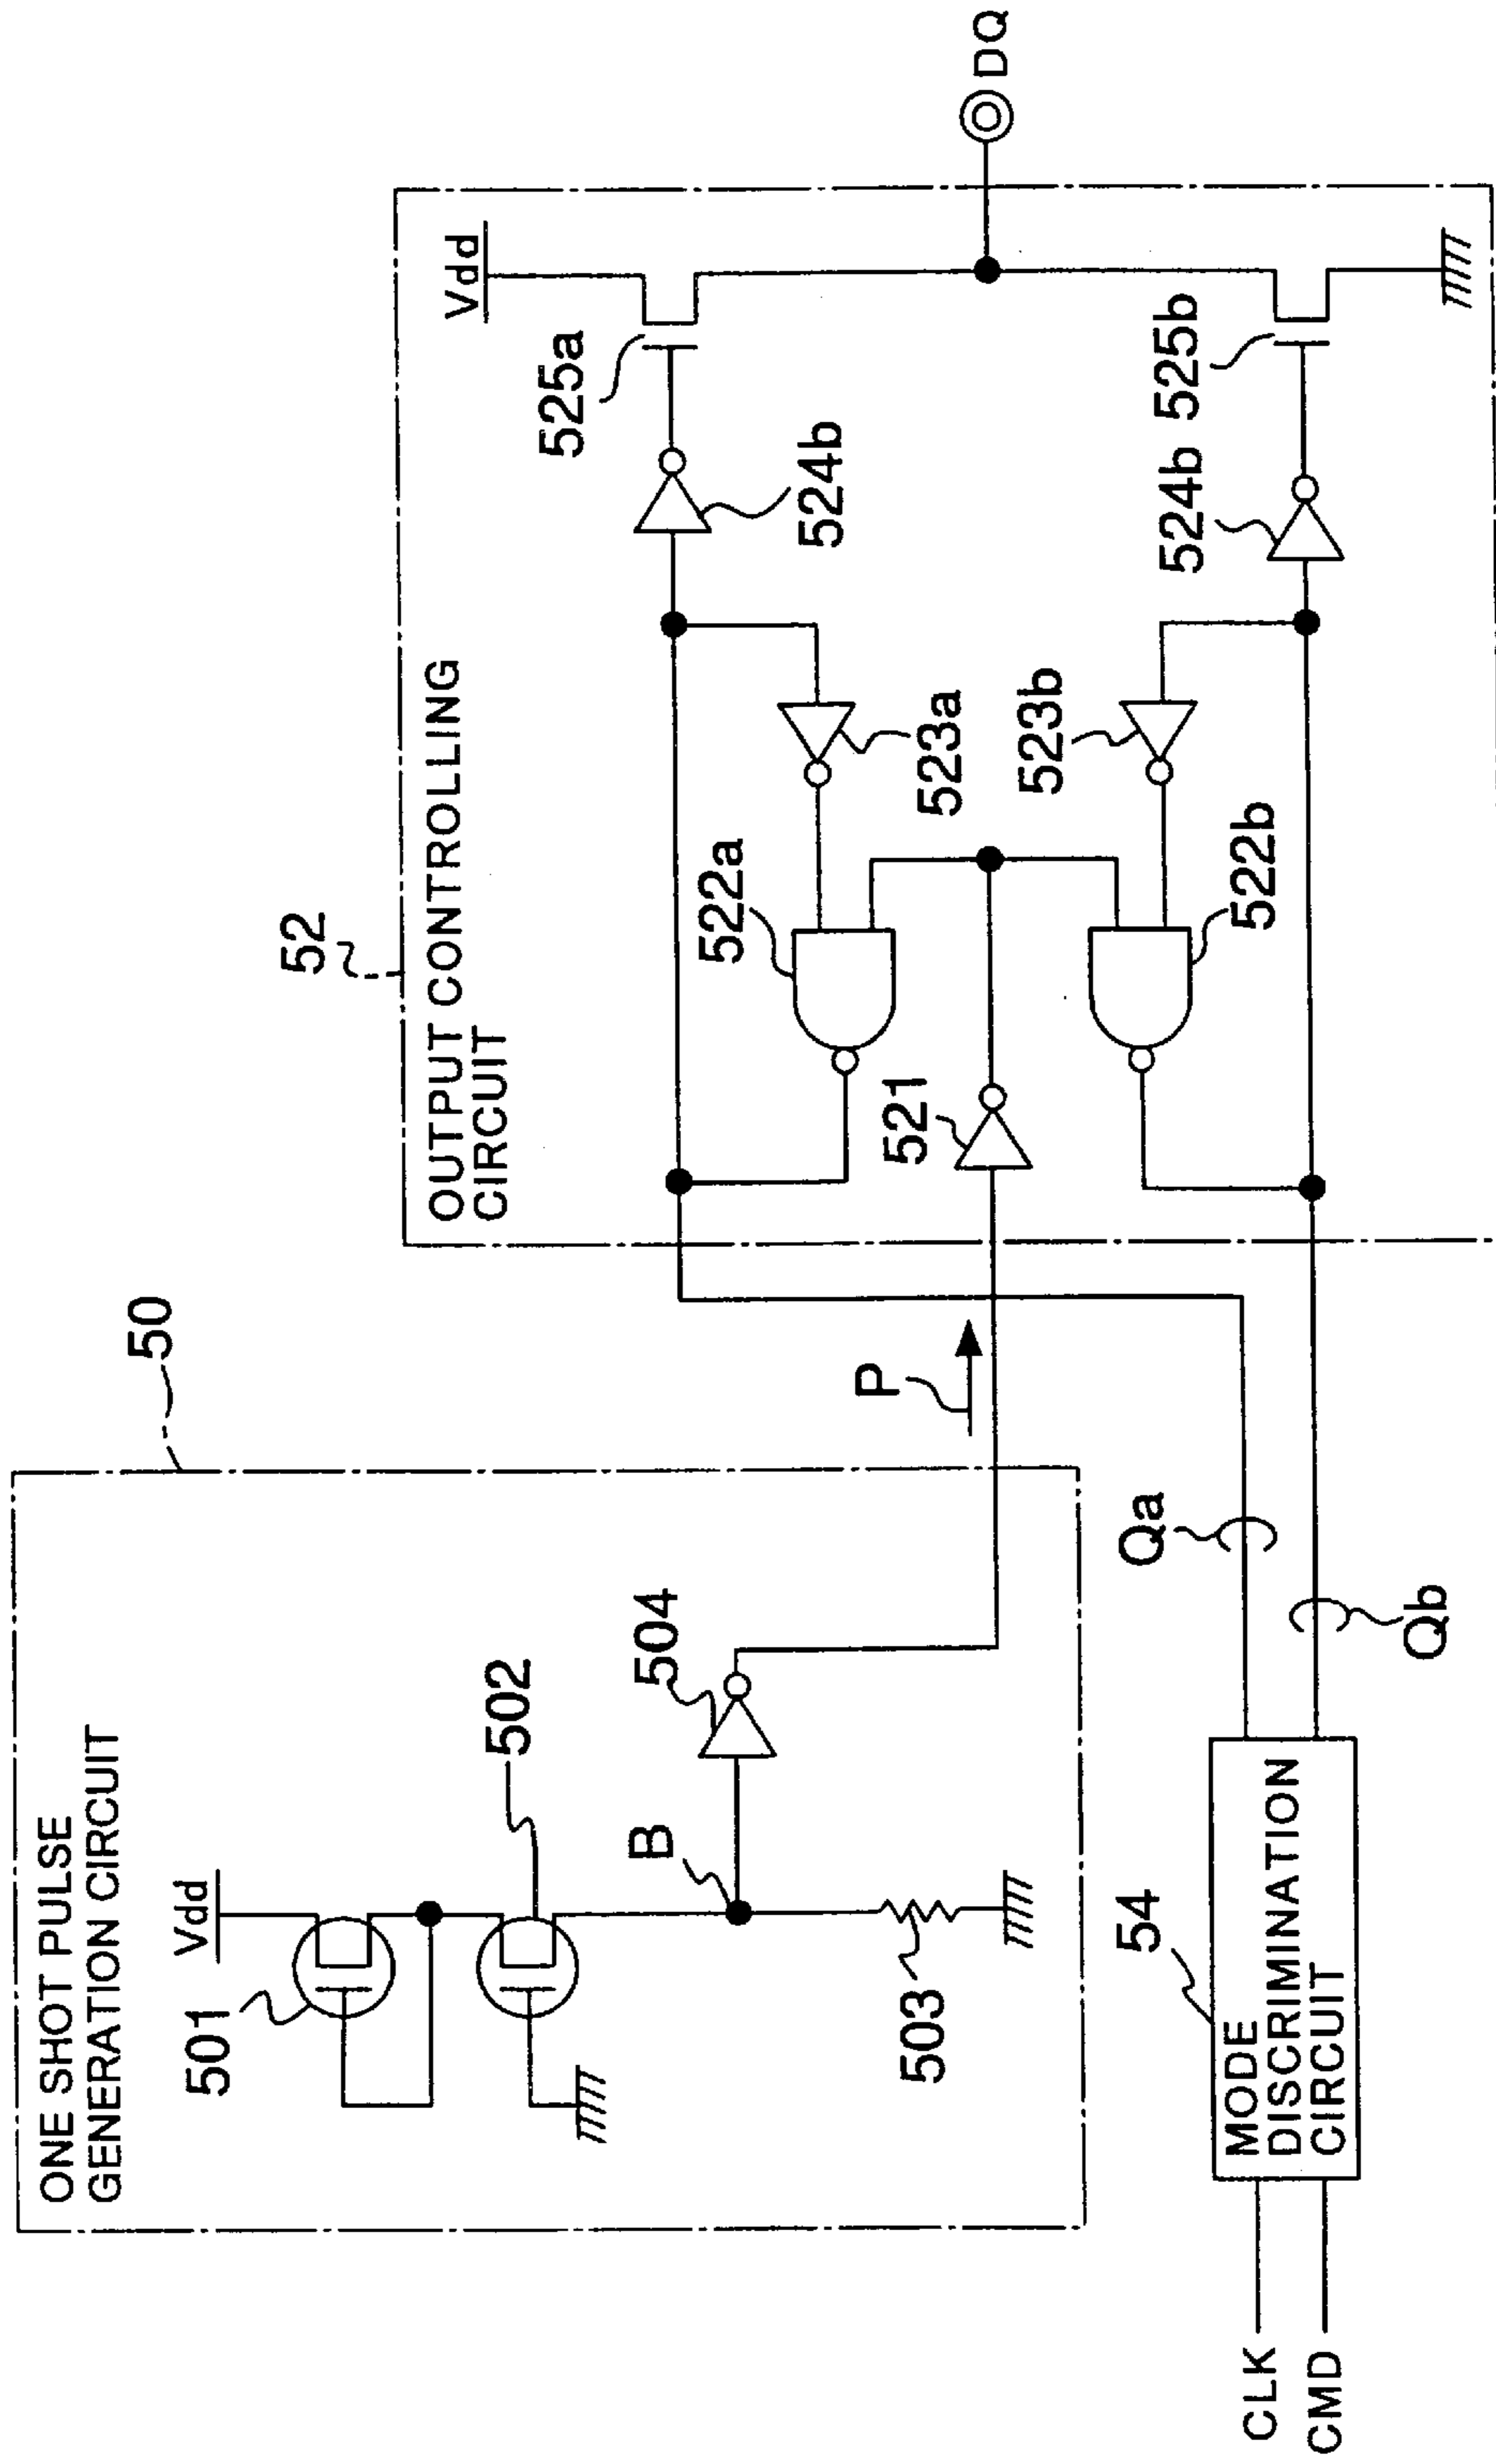 ONE SHOT PULSE
GENERATION CIRCUIT
50
Vdd
501
502
B
504
503
P
52
OUTPUT CONTROLLING
CIRCUIT
Vdd
525a
524b
522a
523a
521
523b
522b
524b
525b
DQ
54
MODE
DISCRIMINATION
CIRCUIT
Qa
Qb
CLK
CMD